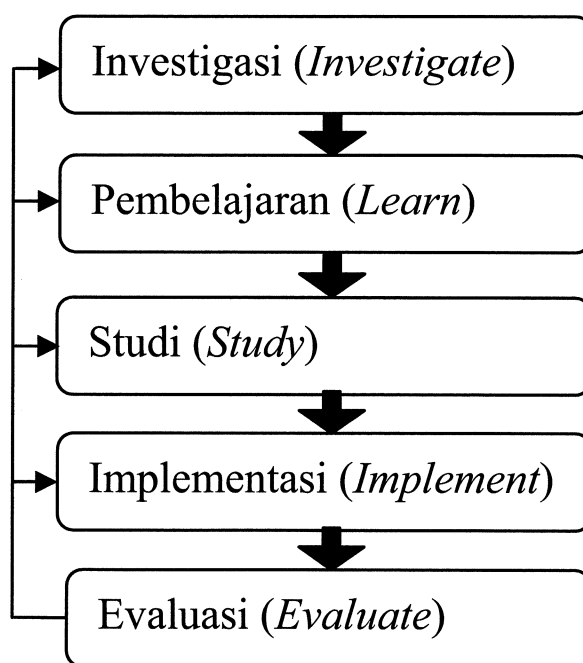 Investigasi (Investigate)
Pembelajaran (Learn)
Studi (Study)
Implementasi (Implement)
Evaluasi (Evaluate)